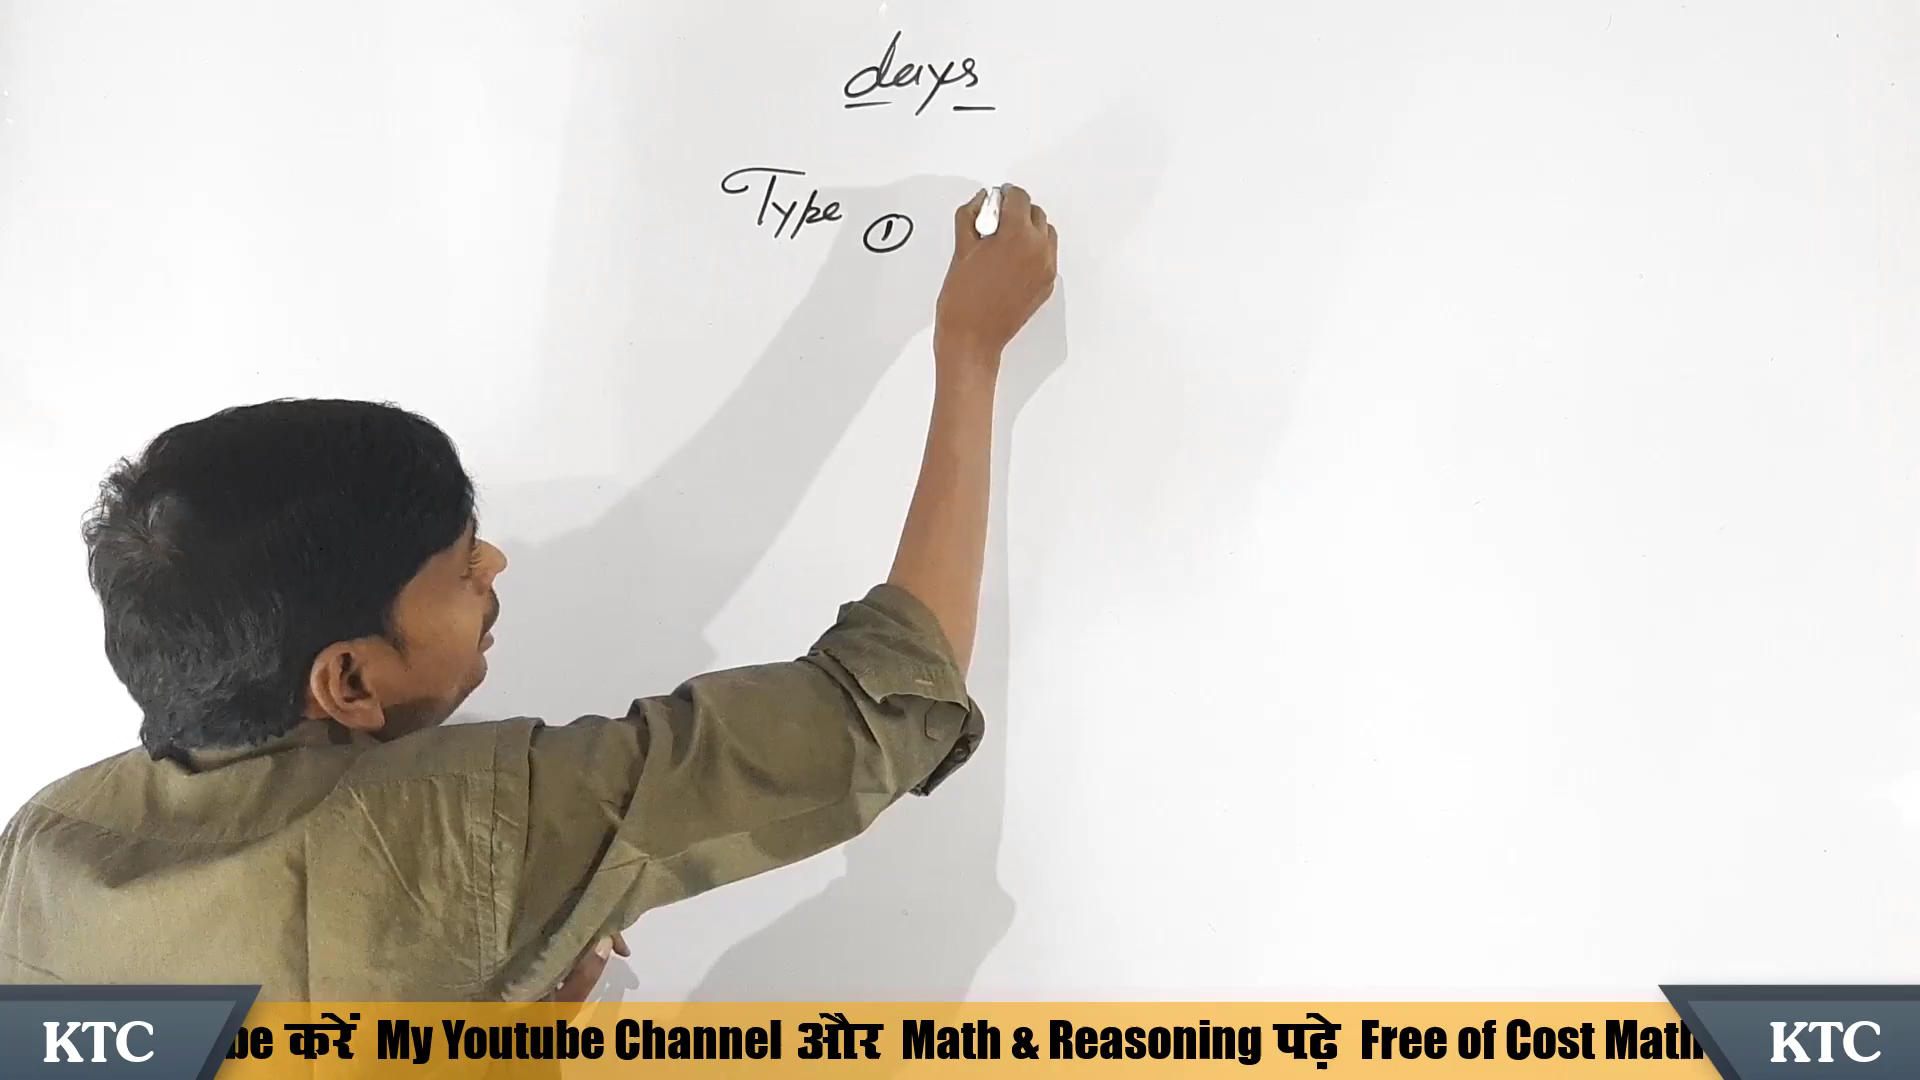 days
Type ①
KTC be करें My Youtube Channel और Math & Reasoning पढ़े Free of Cost Math KTC